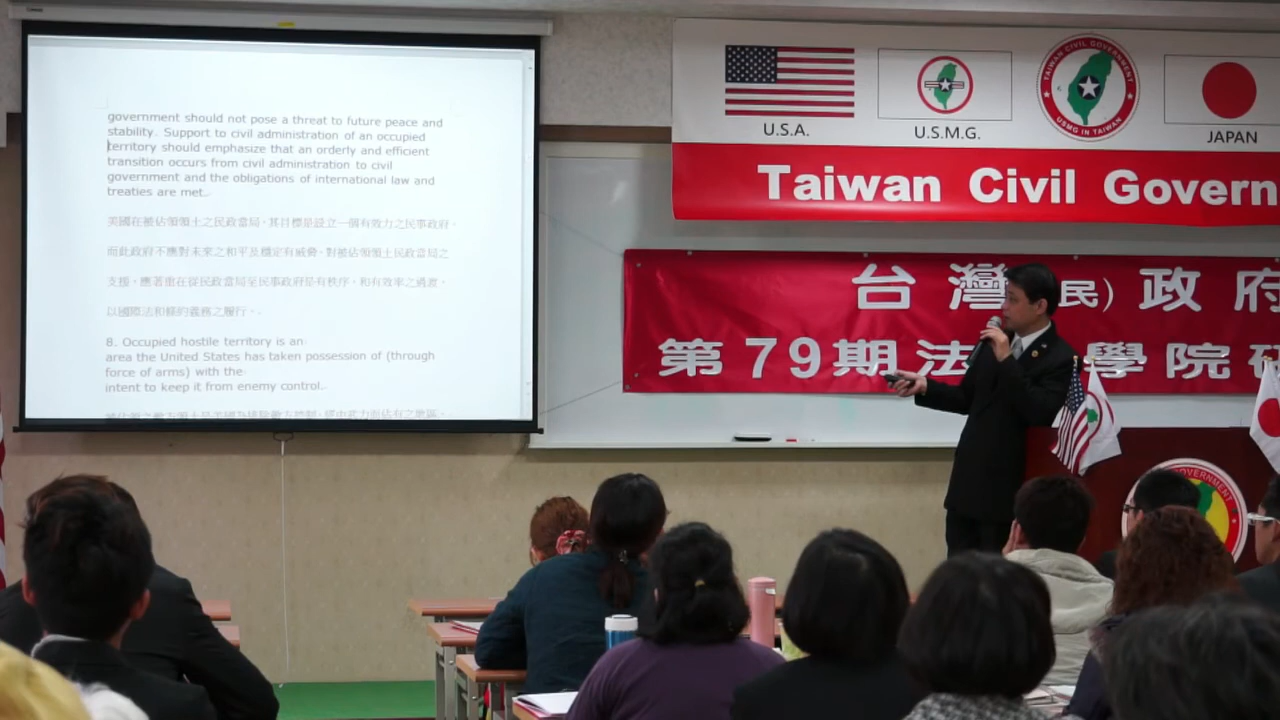 government should not pose a threat to future peace and
stability. Support to civil administration of an occupied
territory should emphasize that an orderly and efficient
transition occurs from civil administration to civil
government and the obligations of international law and
treaties are met.
美國在被佔領領土之民政當局，其目標是設立一個有效力之民事政府，
而此政府不應對未來之和平及穩定有威脅。對被佔領領土民政當局之
支援，應著重在從民政當局至民事政府是有秩序，和有效率之過渡，
以國際法和條約義務之履行。
8. Occupied hostile territory is an
area the United States has taken possession of (through
force of arms) with the
intent to keep it from enemy control.
U.S.A.
U.S.M.G.
TAIWAN CIVIL GOVERNMENT
USMG IN TAIWAN
JAPAN
Taiwan Civil Govern
台灣民) 政府
第79期法 學院研
GOVERNMENT